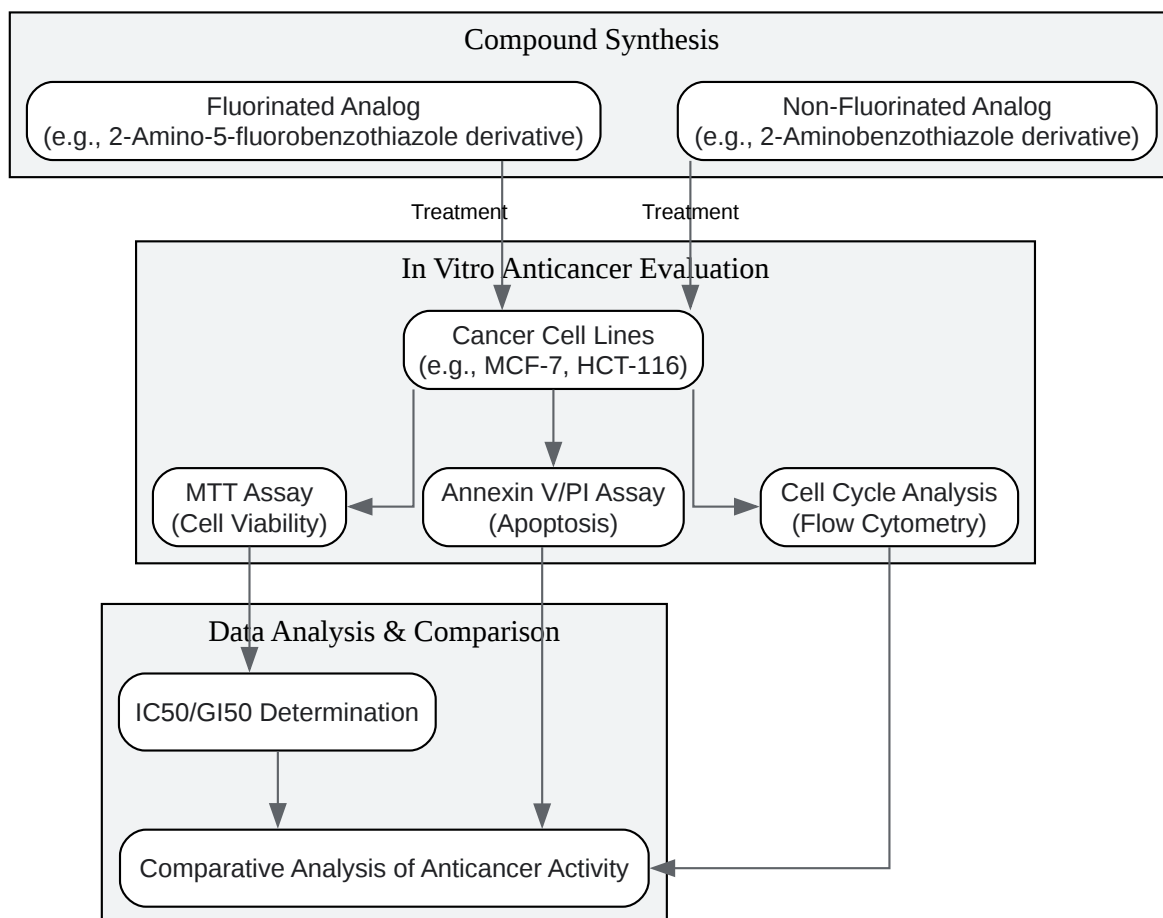 Compound Synthesis
Fluorinated Analog
(e.g., 2-Amino-5-fluorobenzothiazole derivative)
Non-Fluorinated Analog
(e.g., 2-Aminobenzothiazole derivative)
Treatment
Treatment
In Vitro Anticancer Evaluation
Cancer Cell Lines
(e.g., MCF-7, HCT-116)
MTT Assay
(Cell Viability)
Annexin V/PI Assay
(Apoptosis)
Cell Cycle Analysis
(Flow Cytometry)
Data Analysis & Comparison
IC50/GI50 Determination
Comparative Analysis of Anticancer Activity